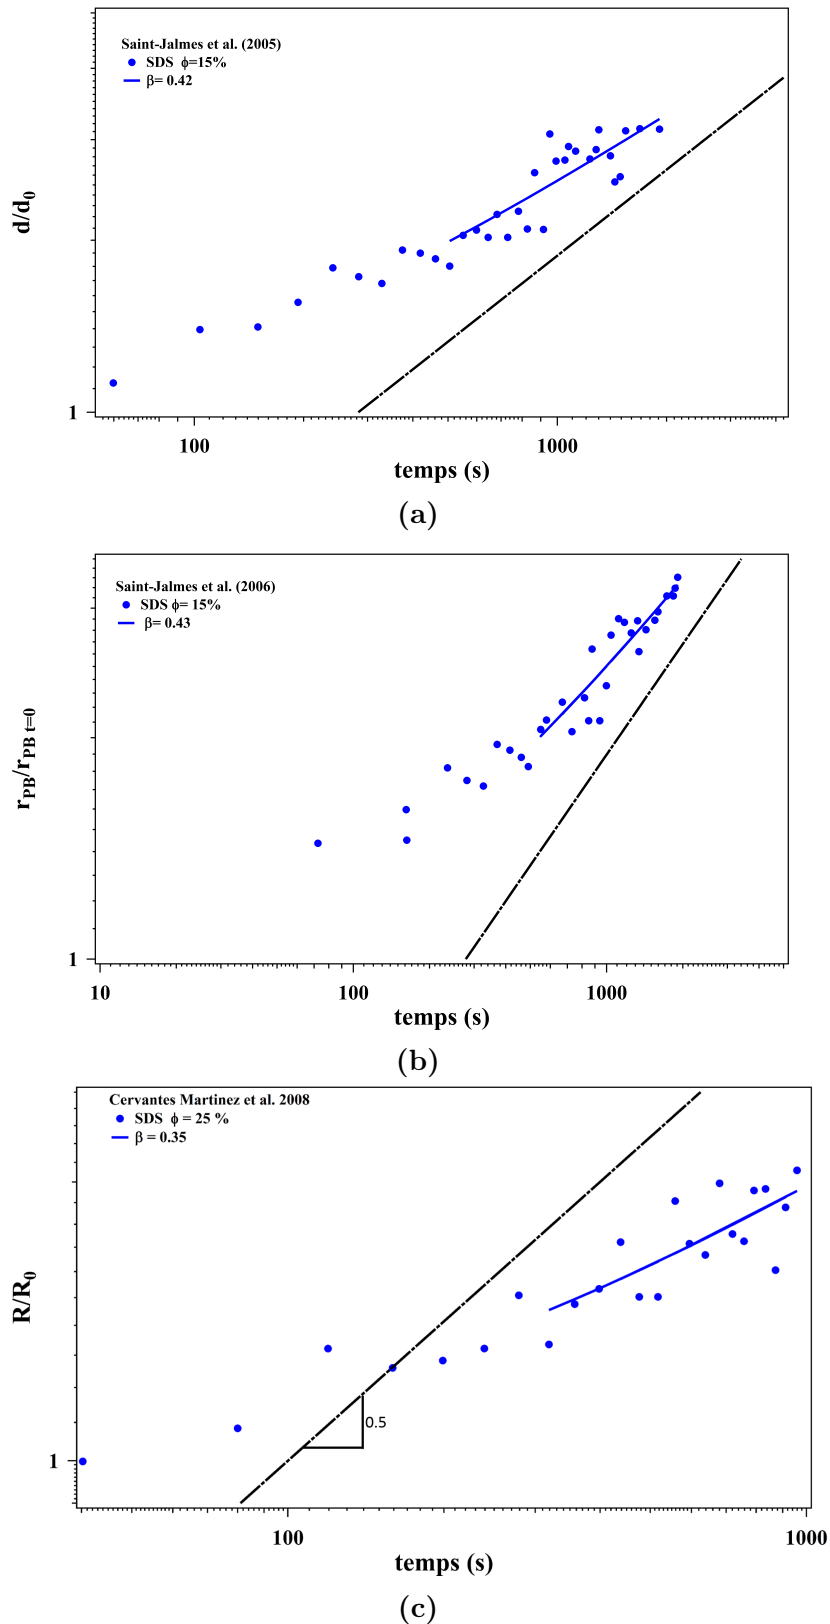 Saint-Jalmes et al. (2005)
SDS ϕ=15%
β= 0.42
d/d0
1
100
1000
temps (s)
(a)
Saint-Jalmes et al. (2006)
SDS ϕ= 15%
β= 0.43
rPB/rPB t=0
1
10
100
1000
temps (s)
(b)
Cervantes Martinez et al. 2008
SDS ϕ = 25 %
β = 0.35
R/R0
0.5
1
100
1000
temps (s)
(c)